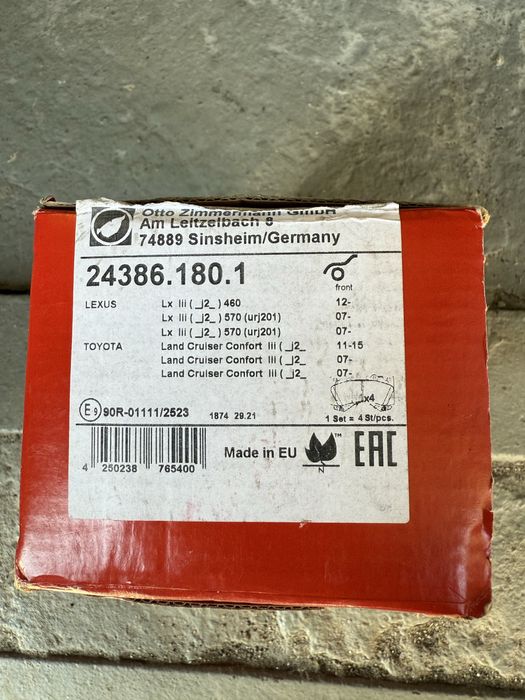 Otto Zimmermann GmbH
Am Leitzelbach 8
74889 Sinsheim/Germany
24386.180.1
front
LEXUS Lx Iii ( _j2_ ) 460 12-
Lx Iii ( _j2_ ) 570 (urj201) 07-
Lx Iii ( _j2_ ) 570 (urj201) 07-
TOYOTA Land Cruiser Confort Iii ( _j2_ 11-15
Land Cruiser Confort Iii ( _j2_ 07-
Land Cruiser Confort Iii ( _j2_ 07-
x4
E9 90R-01111/2523 1874 29.21 1 Set = 4 St/pcs.
Made in EU TM N EAC
4 250238 765400